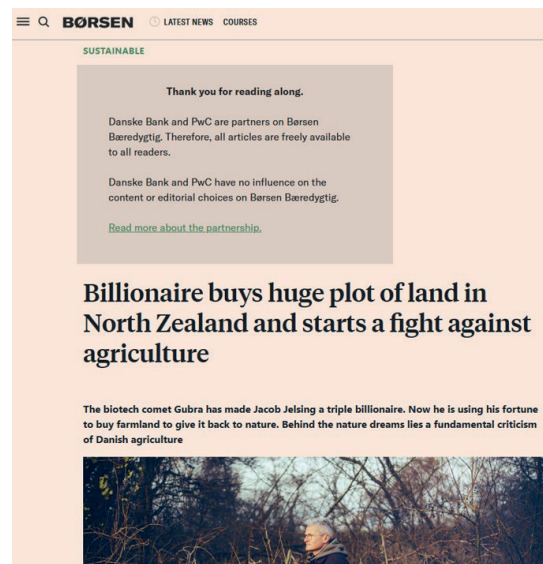 BØRSEN LATEST NEWS COURSES
SUSTAINABLE
Thank you for reading along.
Danske Bank and PwC are partners on Børsen
Bæredygtig. Therefore, all articles are freely available
to all readers.
Danske Bank and PwC have no influence on the
content or editorial choices on Børsen Bæredygtig.
Read more about the partnership.
Billionaire buys huge plot of land in
North Zealand and starts a fight against
agriculture
The biotech comet Gubra has made Jacob Jelsing a triple billionaire. Now he is using his fortune
to buy farmland to give it back to nature. Behind the nature dreams lies a fundamental criticism
of Danish agriculture